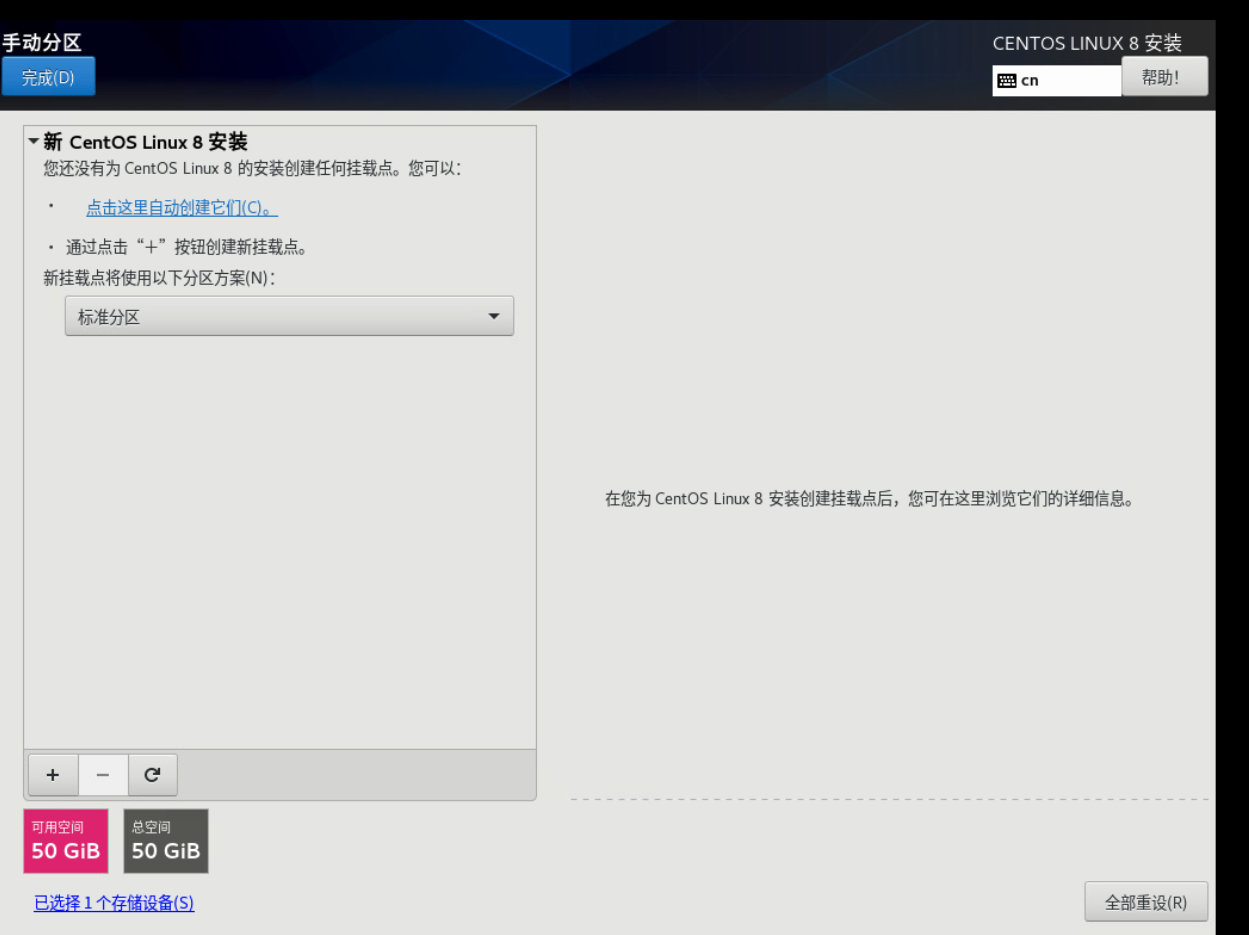 手动分区
CENTOS LINUX 8 安装
完成(D)
cn
帮助!
新 CentOS Linux 8 安装
您还没有为 CentOS Linux 8 的安装创建任何挂载点。您可以：
· 点击这里自动创建它们(C)。
· 通过点击“+”按钮创建新挂载点。
新挂载点将使用以下分区方案(N)：
标准分区
在您为 CentOS Linux 8 安装创建挂载点后，您可在这里浏览它们的详细信息。
+ −
可用空间
50 GiB
总空间
50 GiB
已选择 1 个存储设备(S)
全部重设(R)